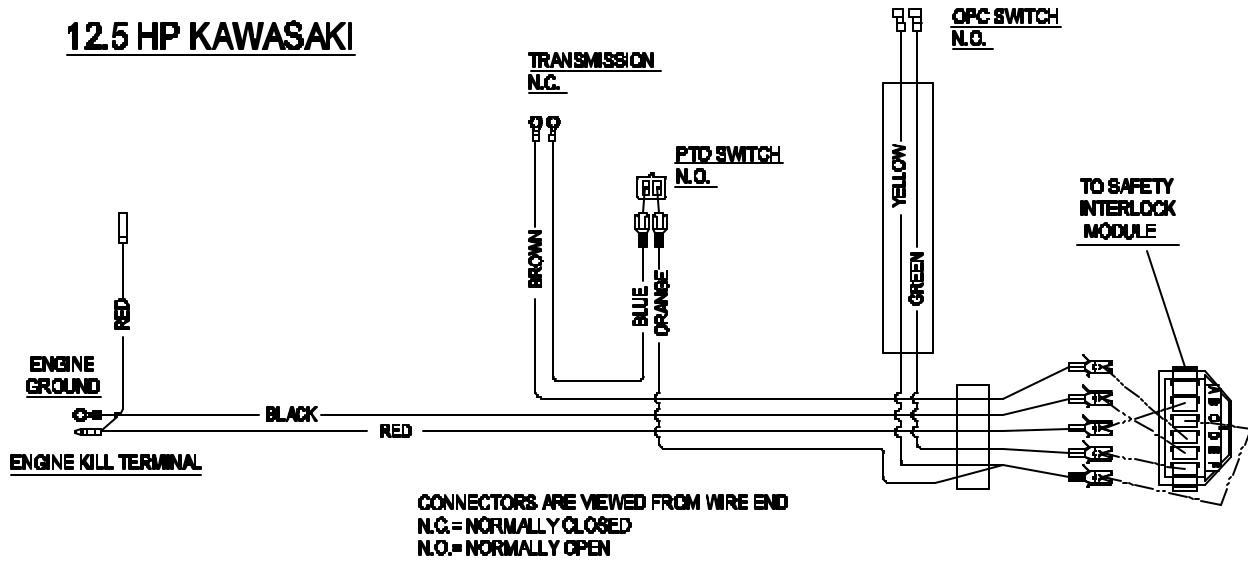 12.5 HP KAWASAKI
TRANSMISSION
N.C.
PTO SWITCH
N.O.
OPC SWITCH
N.O.
TO SAFETY
INTERLOCK
MODULE
YELLOW
GREEN
BROWN
BLUE
ORANGE
RED
ENGINE
GROUND
BLACK
RED
ENGINE KILL TERMINAL
A B C D E F
CONNECTORS ARE VIEWED FROM WIRE END
N.C.= NORMALLY CLOSED
N.O.= NORMALLY OPEN